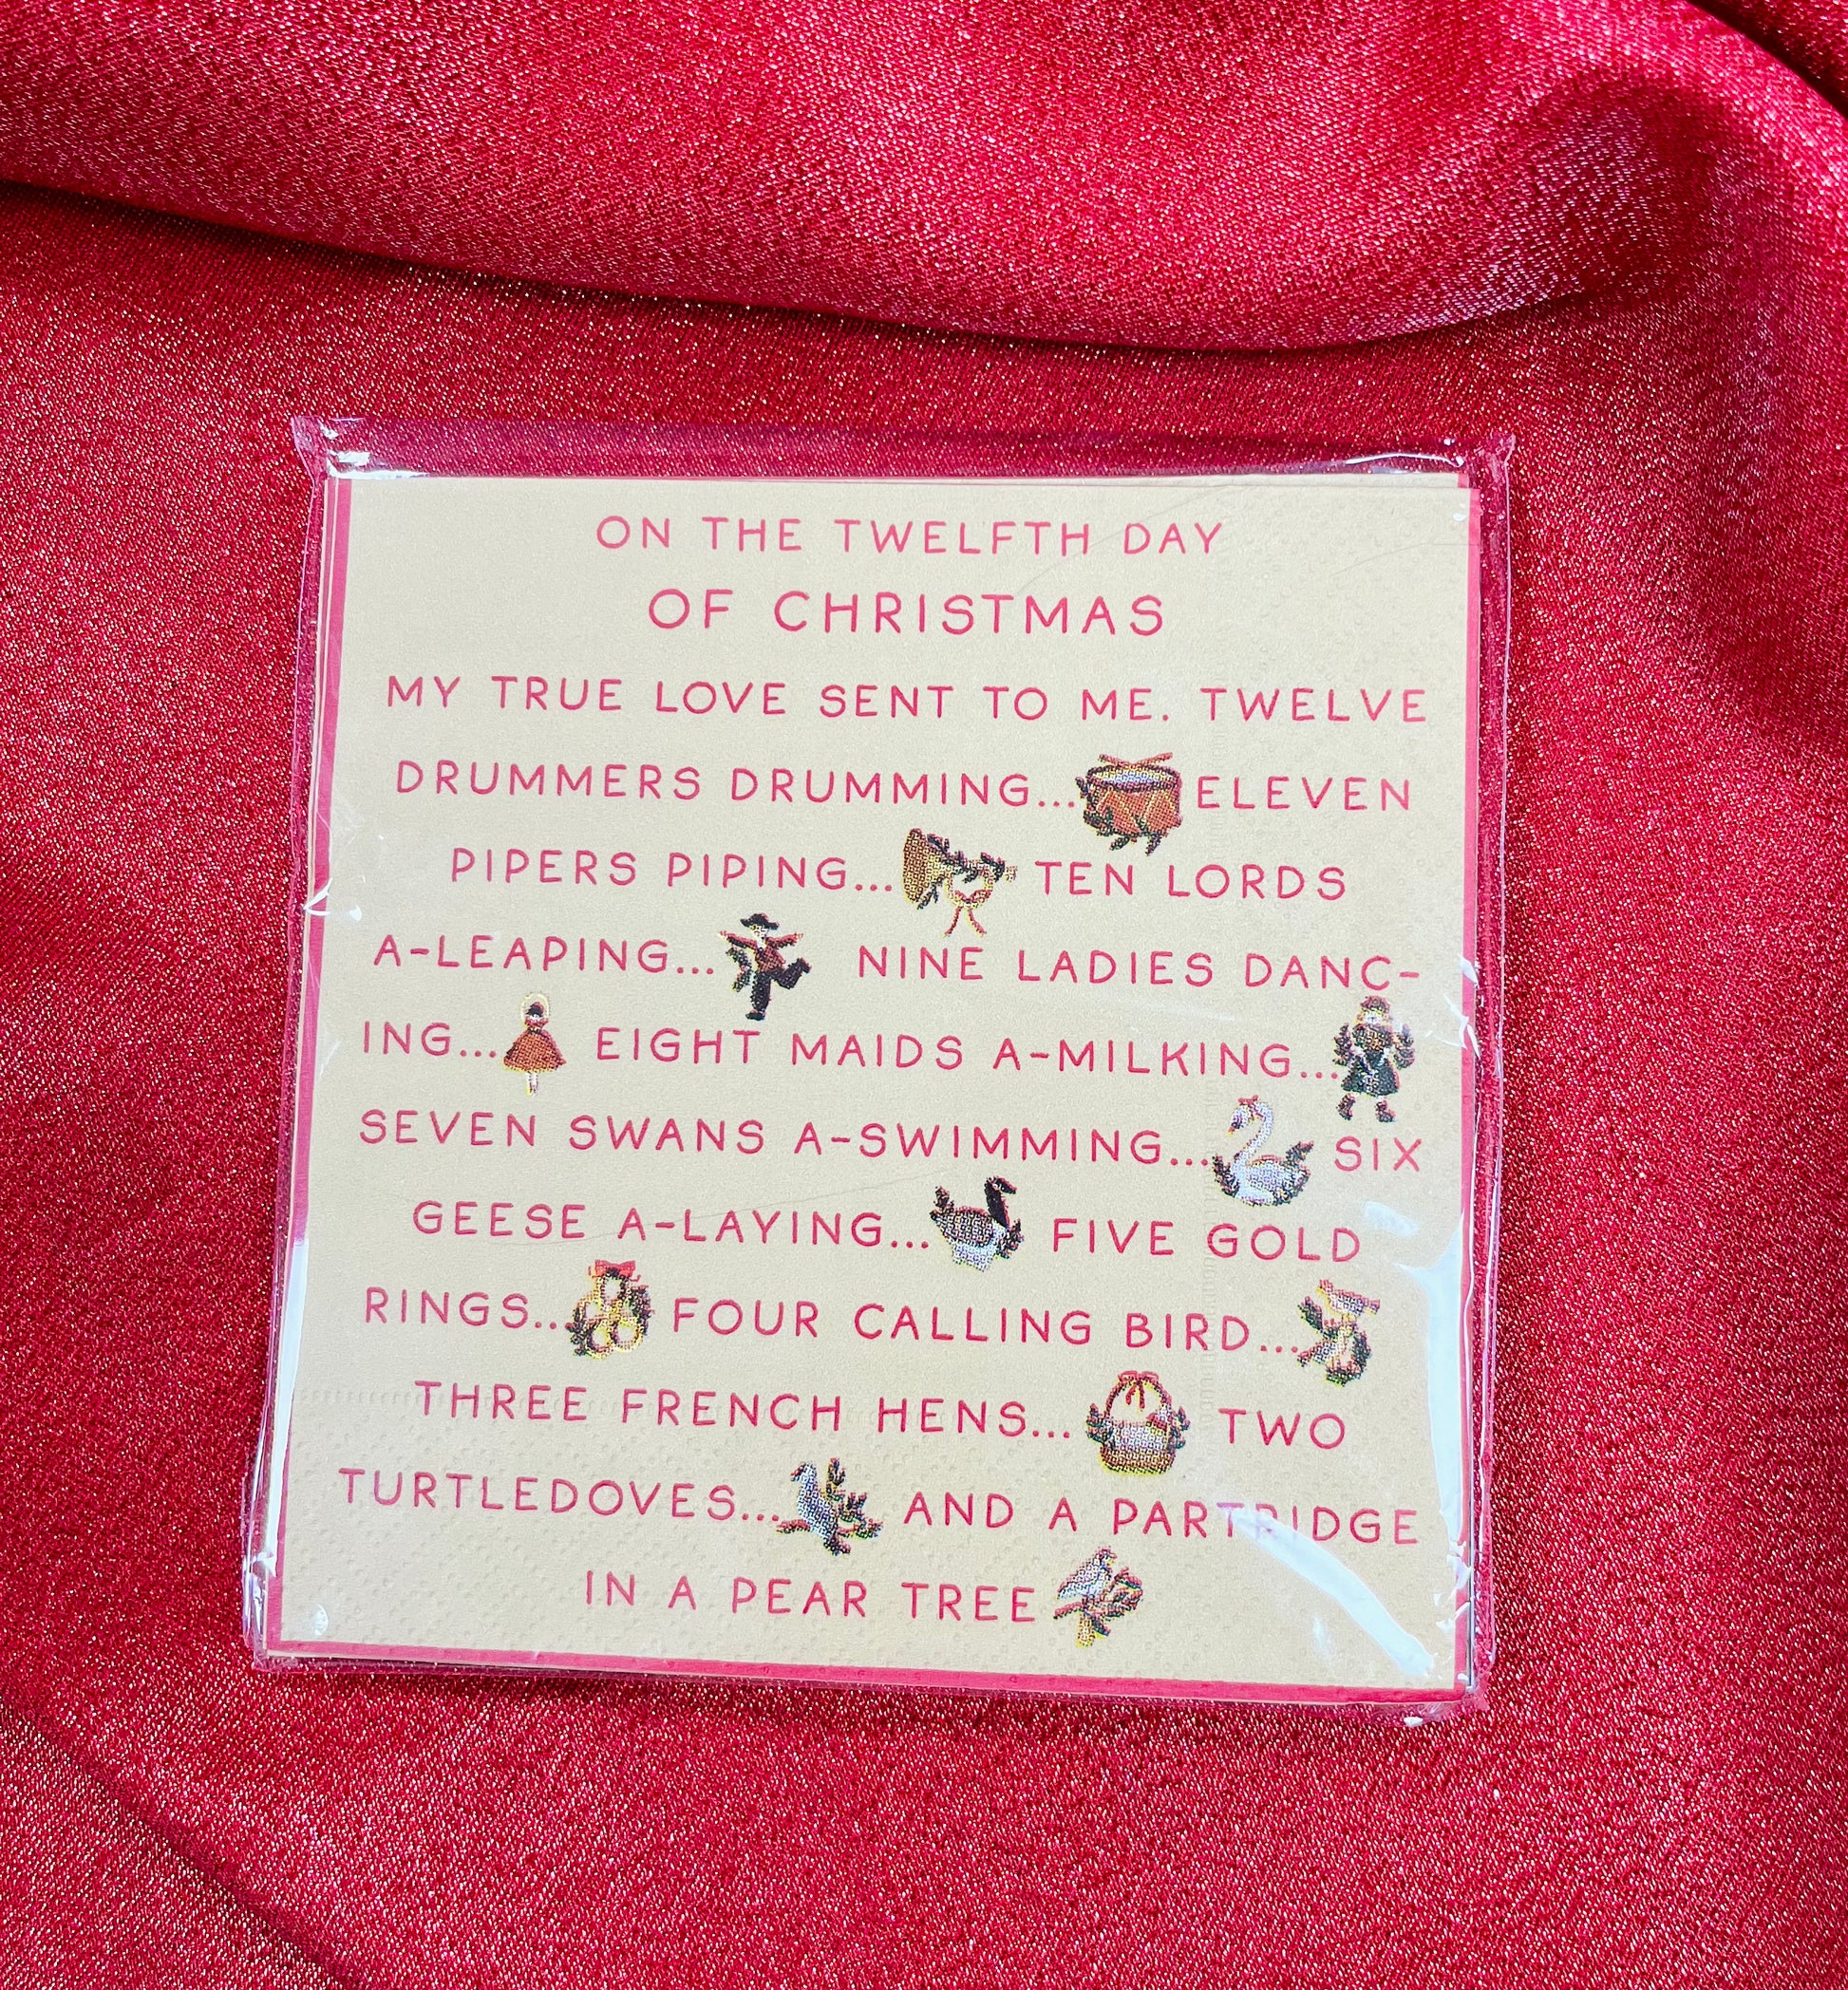 ON THE TWELFTH DAY
OF CHRISTMAS
MY TRUE LOVE SENT TO ME. TWELVE
DRUMMERS DRUMMING... ELEVEN
PIPERS PIPING... TEN LORDS
A-LEAPING... NINE LADIES DANC-
ING... EIGHT MAIDS A-MILKING...
SEVEN SWANS A-SWIMMING... SIX
GEESE A-LAYING... FIVE GOLD
RINGS... FOUR CALLING BIRD...
THREE FRENCH HENS... TWO
TURTLEDOVES... AND A PARTRIDGE
IN A PEAR TREE